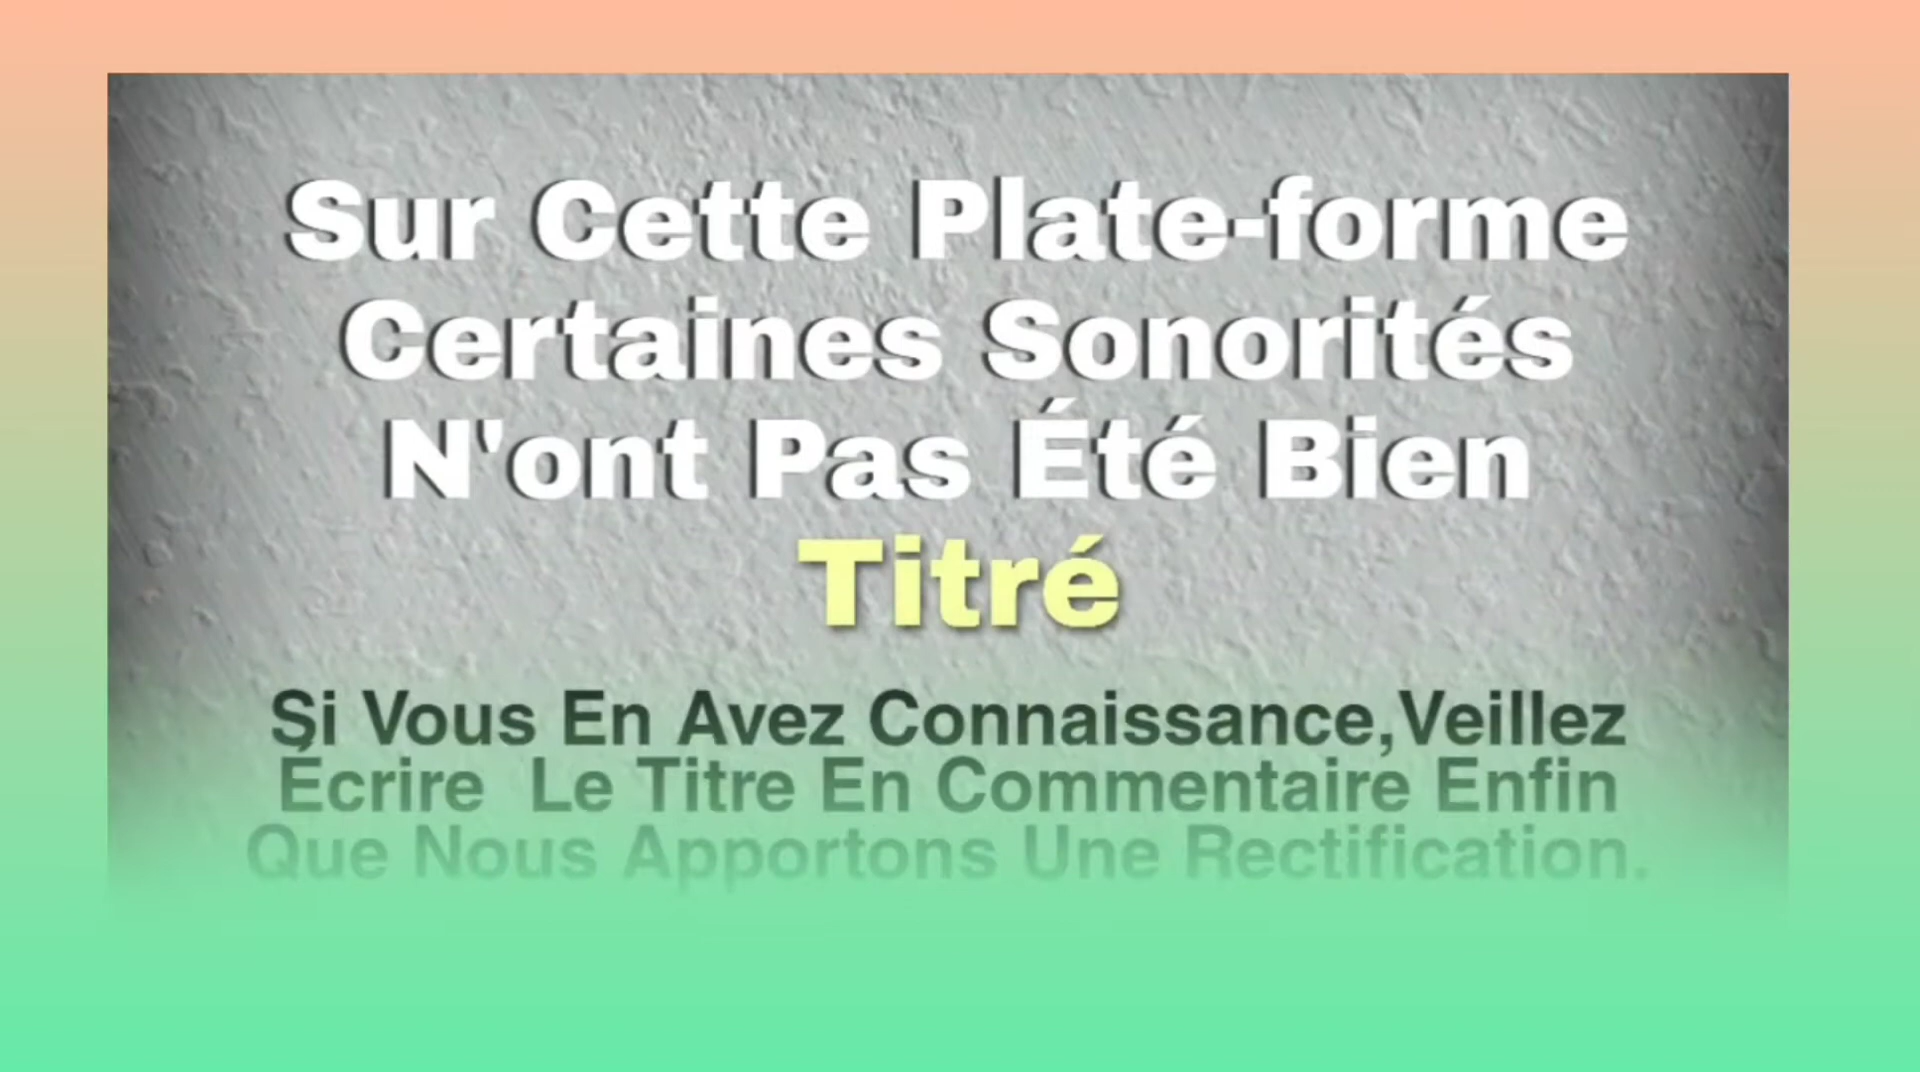 Sur Cette Plate-forme
Certaines Sonorités
N'ont Pas Été Bien
Titré
Si Vous En Avez Connaissance,Veillez
Écrire  Le Titre En Commentaire Enfin
Que Nous Apportons Une Rectification.